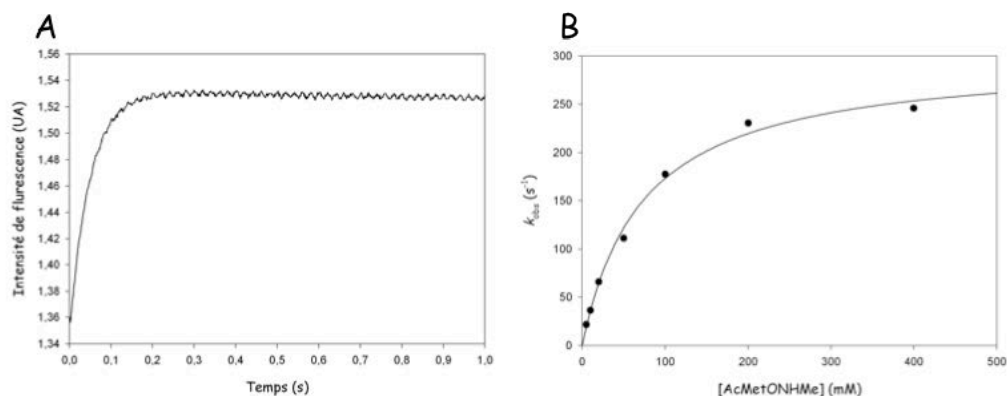 A
1,56
1,54
1,52
1,50
1,48
1,46
1,44
1,42
1,40
1,38
1,36
1,34
Intensité de flurescence (UA)
0,0 0,1 0,2 0,3 0,4 0,5 0,6 0,7 0,8 0,9 1,0
Temps (s)
B
300
250
200
150
100
50
0
kobs (s⁻¹)
0 100 200 300 400 500
[AcMetONHMe] (mM)